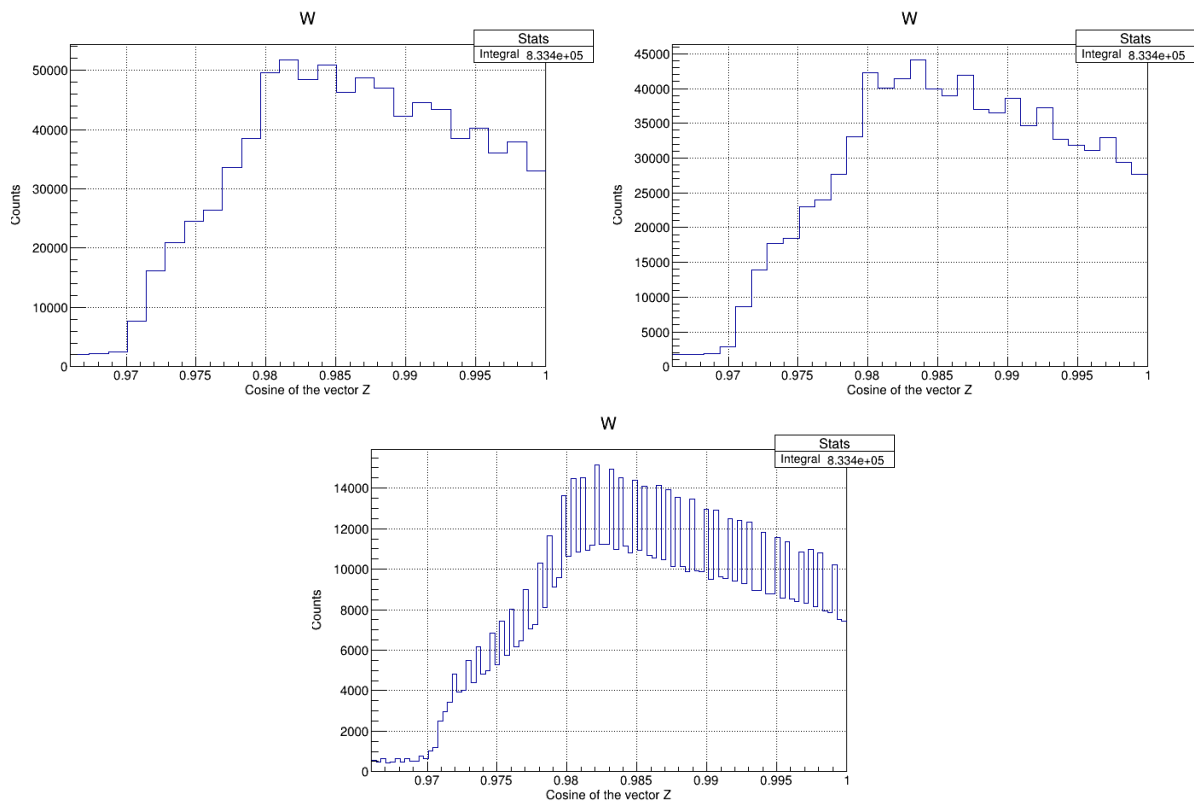 W
Stats
Integral 8.334e+05
Counts
50000
40000
30000
20000
10000
0
0.97 0.975 0.98 0.985 0.99 0.995 1
Cosine of the vector Z
W
Stats
Integral 8.334e+05
Counts
45000
40000
35000
30000
25000
20000
15000
10000
5000
0
0.97 0.975 0.98 0.985 0.99 0.995 1
Cosine of the vector Z
W
Stats
Integral 8.334e+05
Counts
14000
12000
10000
8000
6000
4000
2000
0
0.97 0.975 0.98 0.985 0.99 0.995 1
Cosine of the vector Z